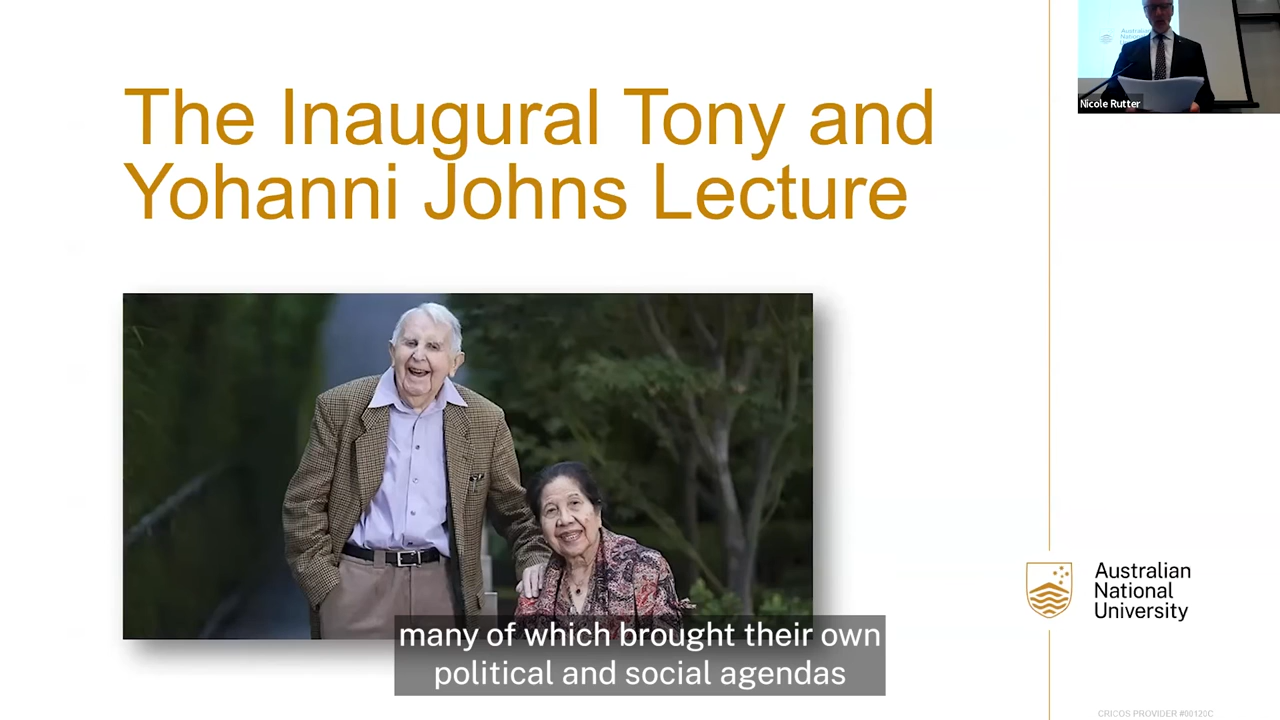 The Inaugural Tony and
Yohanni Johns Lecture
Nicole Rutter
many of which brought their own
political and social agendas
Australian
National
University
CRICOS PROVIDER #00120C